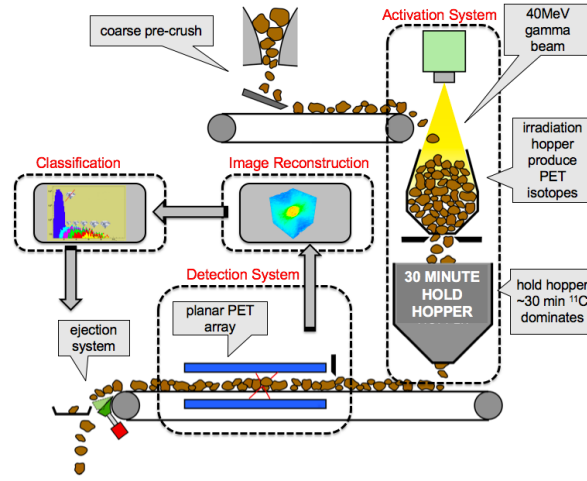 coarse pre-crush
Activation System
40MeV
gamma
beam
irradiation
hopper
produce
PET
isotopes
Classification
Image Reconstruction
Detection System
30 MINUTE
HOLD
HOPPER
hold hopper
~30 min ¹¹C
dominates
planar PET
array
ejection
system